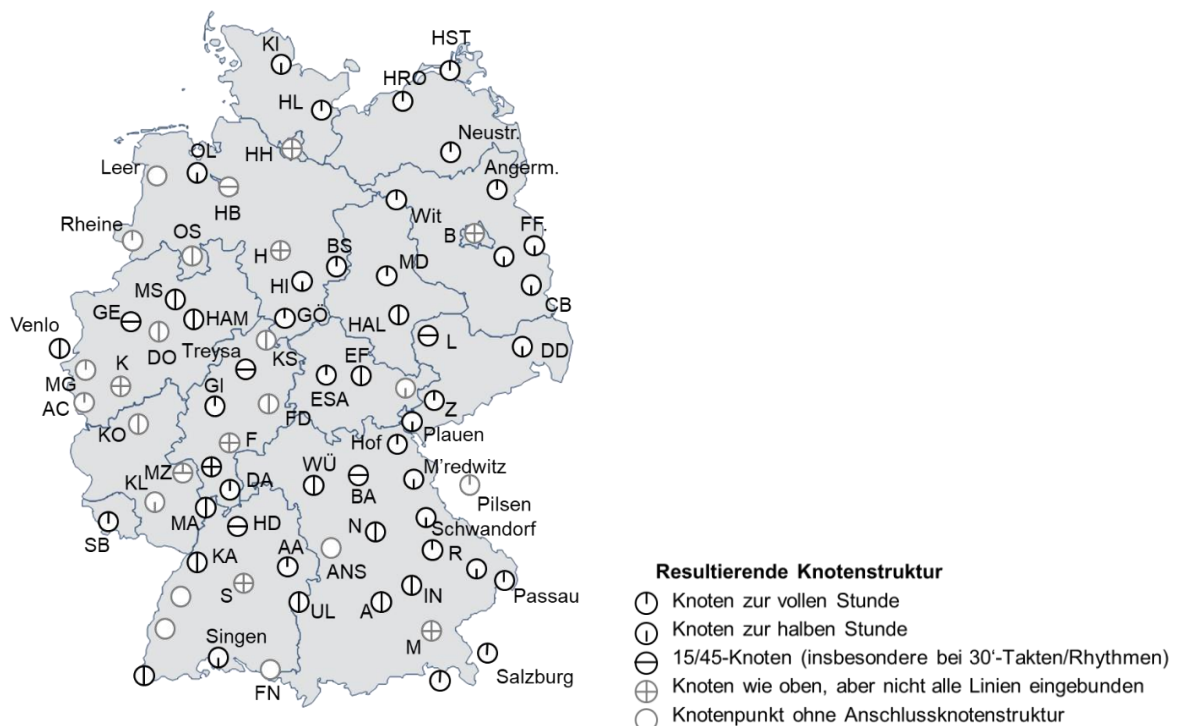 HST
KI
HRO
HL
Neustr.
HH
OL
Leer
Angerm.
HB
Wit
Rheine
OS
B
FF.
H
BS
MD
HI
MS
CB
GE
HAM
GÖ
HAL
Venlo
DO
Treysa
KS
L
DD
K
EF
MG
GI
ESA
AC
FD
Z
KO
F
Hof
Plauen
MZ
WÜ
M'redwitz
KL
DA
BA
Pilsen
MA
HD
N
Schwandorf
SB
KA
AA
ANS
R
S
IN
Passau
UL
A
M
Singen
Salzburg
FN
Resultierende Knotenstruktur
Knoten zur vollen Stunde
Knoten zur halben Stunde
15/45-Knoten (insbesondere bei 30'-Takten/Rhythmen)
Knoten wie oben, aber nicht alle Linien eingebunden
Knotenpunkt ohne Anschlussknotenstruktur